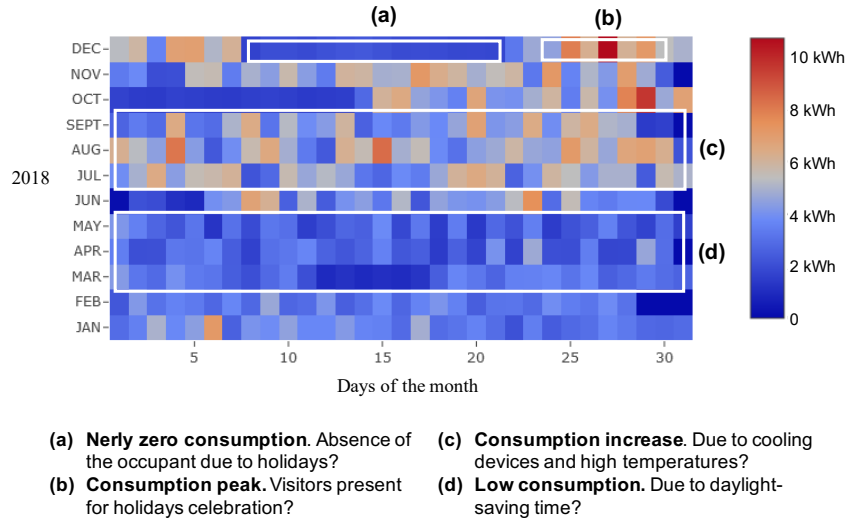 (a)
(b)
DEC
NOV
OCT
SEPT
AUG
JUL
JUN
MAY
APR
MAR
FEB
JAN
2018
(c)
(d)
5
10
15
20
25
30
Days of the month
10 kWh
8 kWh
6 kWh
4 kWh
2 kWh
0
(a) Nerly zero consumption. Absence of
the occupant due to holidays?
(b) Consumption peak. Visitors present
for holidays celebration?
(c) Consumption increase. Due to cooling
devices and high temperatures?
(d) Low consumption. Due to daylight-
saving time?